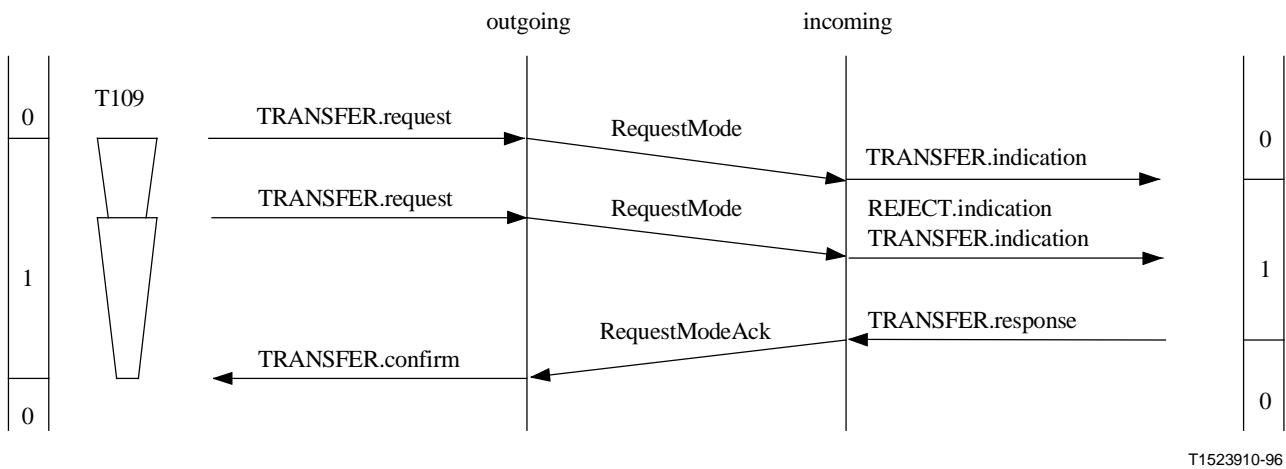 outgoing
incoming
T109
0
TRANSFER.request
RequestMode
0
TRANSFER.indication
TRANSFER.request
RequestMode
REJECT.indication
TRANSFER.indication
1
1
RequestModeAck
TRANSFER.response
TRANSFER.confirm
0
0
T1523910-96